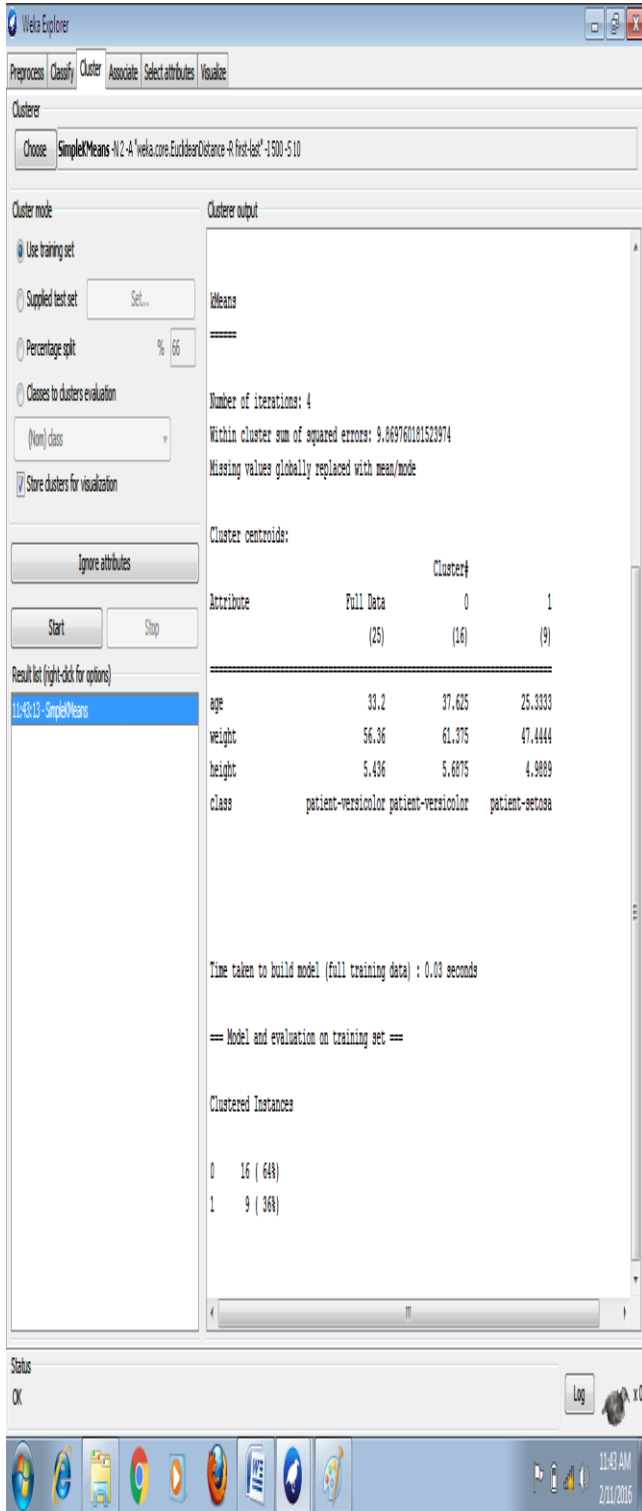 Weka Explorer
Preprocess Classify Cluster Associate Select attributes Visualize
Clusterer
Choose SimpleKMeans -N 2 -A "weka.core.EuclideanDistance -R first-last" -I 500 -S 10
Cluster mode
Use training set
Supplied test set Set...
Percentage split % 66
Classes to clusters evaluation
(Nom) class
Store clusters for visualization
Ignore attributes
Start Stop
Result list (right-click for options)
11:43:13 - SimpleKMeans
Clusterer output
kMeans
======
Number of iterations: 4
Within cluster sum of squared errors: 9.869760181523974
Missing values globally replaced with mean/mode
Cluster centroids:
Cluster#
Attribute Full Data 0 1
(25) (16) (9)
age 33.2 37.625 25.3333
weight 56.36 61.375 47.4444
height 5.436 5.6875 4.9889
class patient-versicolor patient-versicolor patient-setosa
Time taken to build model (full training data) : 0.03 seconds
=== Model and evaluation on training set ===
Clustered Instances
0 16 ( 64%)
1 9 ( 36%)
Status
OK
Log x 0
11:43 AM
2/11/2016